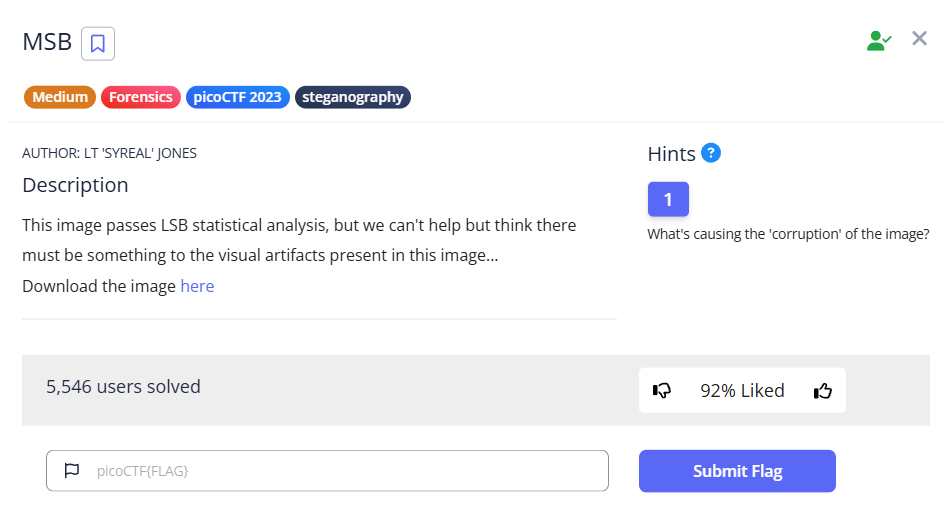 MSB
Medium Forensics picoCTF 2023 steganography
AUTHOR: LT 'SYREAL' JONES
Description
This image passes LSB statistical analysis, but we can't help but think there
must be something to the visual artifacts present in this image...
Download the image here
Hints ?
1
What's causing the 'corruption' of the image?
5,546 users solved
92% Liked
picoCTF{FLAG}
Submit Flag